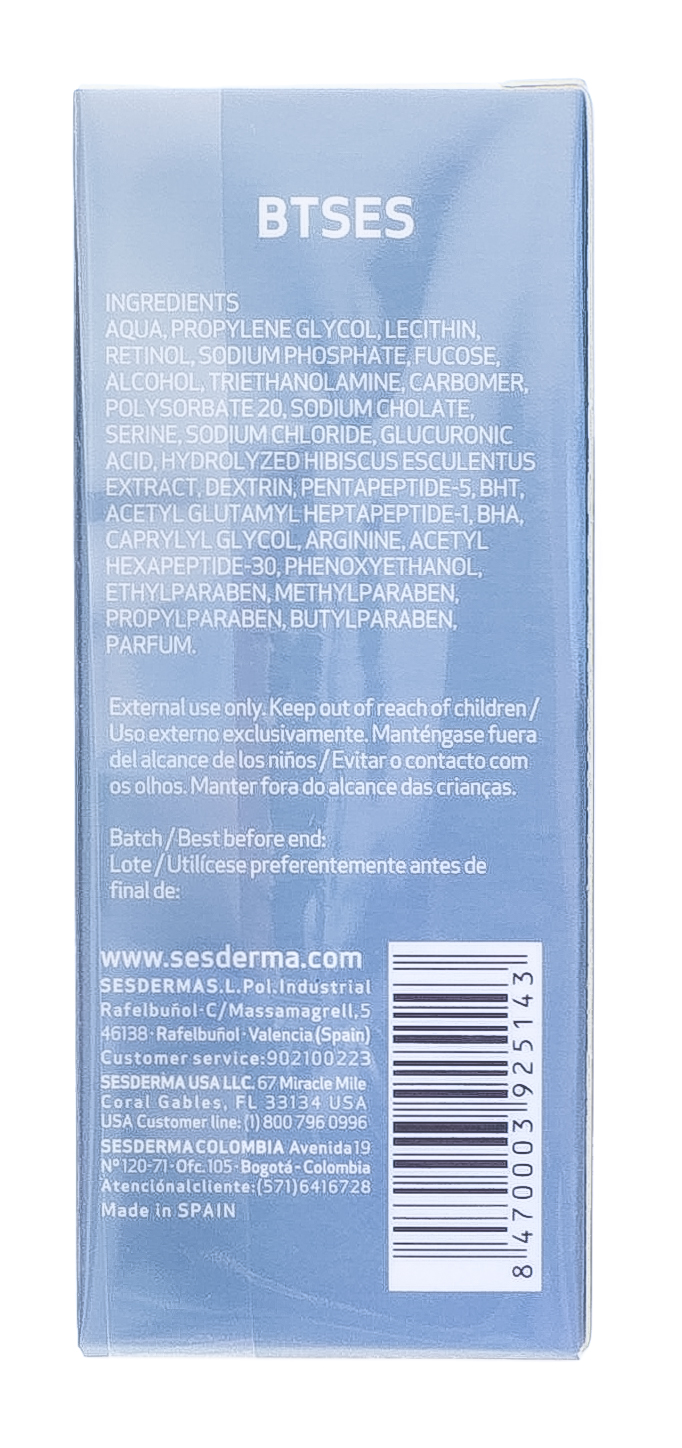 BTSES
INGREDIENTS
AQUA, PROPYLENE GLYCOL, LECITHIN,
RETINOL, SODIUM PHOSPHATE, FUCOSE,
ALCOHOL, TRIETHANOLAMINE, CARBOMER,
POLYSORBATE 20, SODIUM CHOLATE,
SERINE, SODIUM CHLORIDE, GLUCURONIC
ACID, HYDROLYZED HIBISCUS ESCULENTUS
EXTRACT, DEXTRIN, PENTAPEPTIDE-5, BHT,
ACETYL GLUTAMYL HEPTAPEPTIDE-1, BHA,
CAPRYLYL GLYCOL, ARGININE, ACETYL
HEXAPEPTIDE-30, PHENOXYETHANOL,
ETHYLPARABEN, METHYLPARABEN,
PROPYLPARABEN, BUTYLPARABEN,
PARFUM.
External use only. Keep out of reach of children /
Uso externo exclusivamente. Manténgase fuera
del alcance de los niños / Evitar o contacto com
os olhos. Manter fora do alcance das crianças.
Batch / Best before end:
Lote / Utilícese preferentemente antes de
final de:
www.sesderma.com
SESDERMA S.L. Pol. Industrial
Rafelbuñol-C/Massamagrell,5
46138 · Rafelbuñol · Valencia (Spain)
Customer service: 902100223
SESDERMA USA LLC. 67 Miracle Mile
Coral Gables, FL 33134 USA
USA Customer line: (1) 800 796 0996
SESDERMA COLOMBIA Avenida 19
Nº 120-71 · Ofc. 105 · Bogotá - Colombia
Atención al cliente: (571) 6416728
Made in SPAIN
8 470003 925143